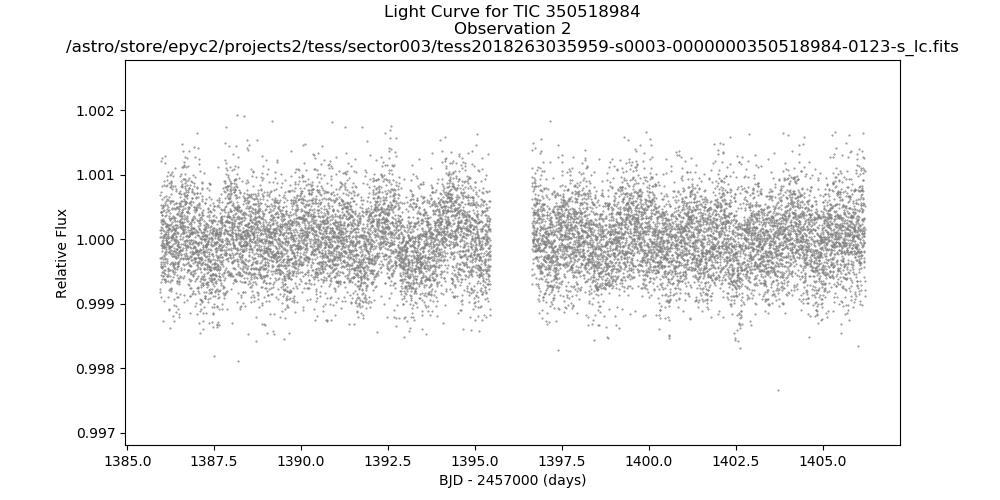 Light Curve for TIC 350518984
Observation 2
/astro/store/epyc2/projects2/tess/sector003/tess2018263035959-s0003-0000000350518984-0123-s_lc.fits
1.002
1.001
1.000
0.999
0.998
0.997
Relative Flux
1385.0 1387.5 1390.0 1392.5 1395.0 1397.5 1400.0 1402.5 1405.0
BJD - 2457000 (days)